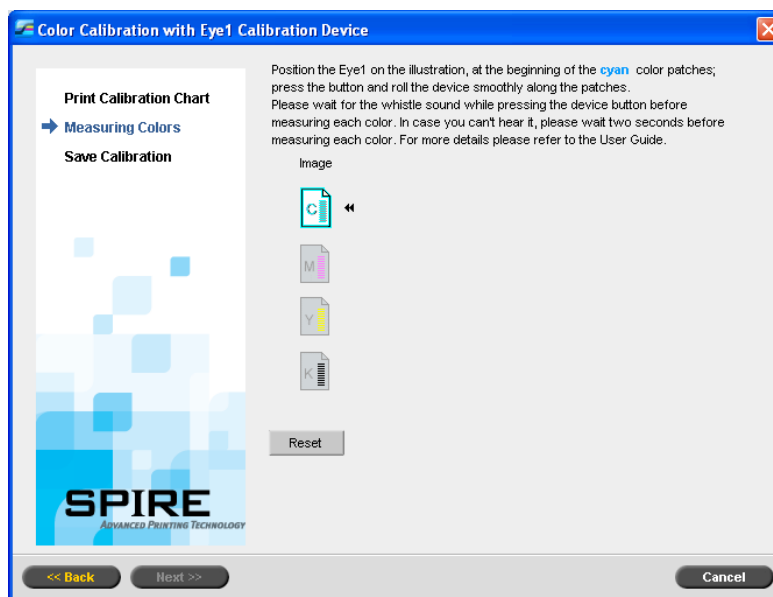 Color Calibration with Eye1 Calibration Device
Print Calibration Chart
Measuring Colors
Save Calibration
Position the Eye1 on the illustration, at the beginning of the cyan color patches;
press the button and roll the device smoothly along the patches.
Please wait for the whistle sound while pressing the device button before
measuring each color. In case you can't hear it, please wait two seconds before
measuring each color. For more details please refer to the User Guide.
Image
C
M
Y
K
Reset
SPIRE
ADVANCED PRINTING TECHNOLOGY
<< Back
Next >>
Cancel